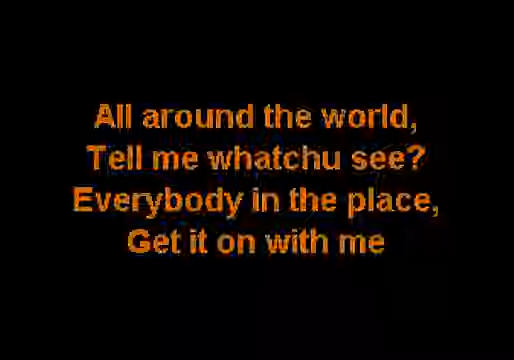 All around the world,
Tell me whatchu see?
Everybody in the place,
Get it on with me